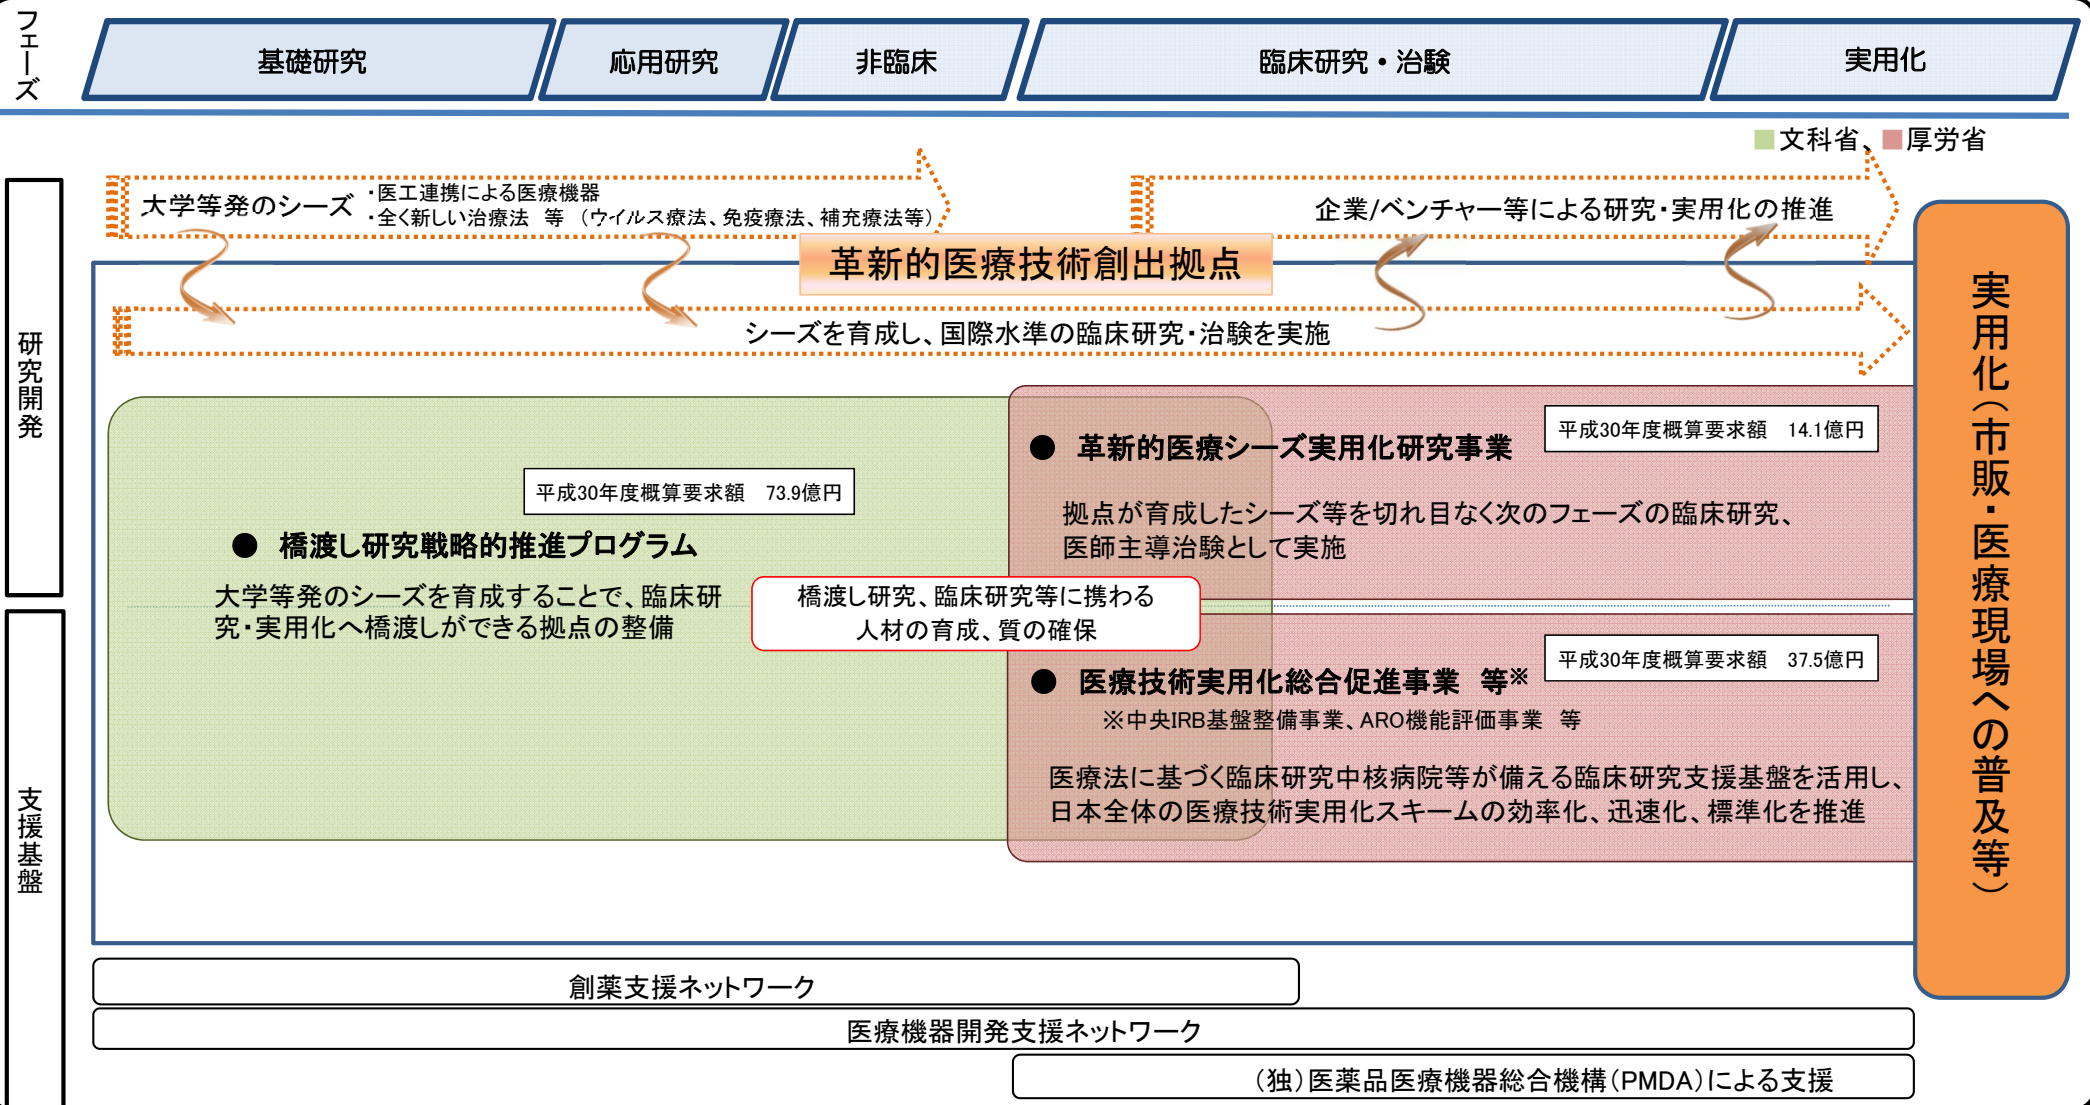 フェーズ
基礎研究
応用研究
非臨床
臨床研究・治験
実用化
■文科省、■厚労省
大学等発のシーズ
・医工連携による医療機器
・全く新しい治療法 等 (ウイルス療法、免疫療法、補充療法等)
企業/ベンチャー等による研究・実用化の推進
革新的医療技術創出拠点
シーズを育成し、国際水準の臨床研究・治験を実施
研究開発
平成30年度概算要求額 73.9億円
● 橋渡し研究戦略的推進プログラム
大学等発のシーズを育成することで、臨床研
究・実用化へ橋渡しができる拠点の整備
平成30年度概算要求額 14.1億円
● 革新的医療シーズ実用化研究事業
拠点が育成したシーズ等を切れ目なく次のフェーズの臨床研究、
医師主導治験として実施
橋渡し研究、臨床研究等に携わる
人材の育成、質の確保
支援基盤
平成30年度概算要求額 37.5億円
● 医療技術実用化総合促進事業 等※
※中央IRB基盤整備事業、ARO機能評価事業 等
医療法に基づく臨床研究中核病院等が備える臨床研究支援基盤を活用し、
日本全体の医療技術実用化スキームの効率化、迅速化、標準化を推進
実用化(市販・医療現場への普及等)
創薬支援ネットワーク
医療機器開発支援ネットワーク
(独)医薬品医療機器総合機構(PMDA)による支援